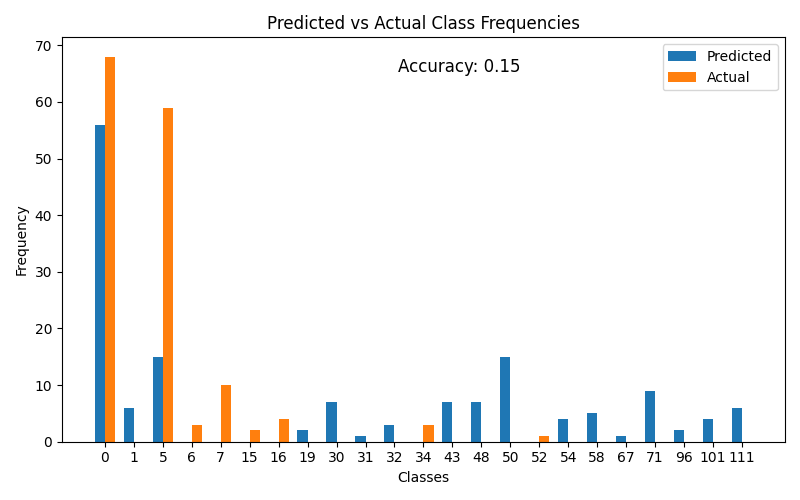 Predicted vs Actual Class Frequencies
Accuracy: 0.15
Predicted
Actual
Frequency
70
60
50
40
30
20
10
0
0 1 5 6 7 15 16 19 30 31 32 34 43 48 50 52 54 58 67 71 96 101 111
Classes